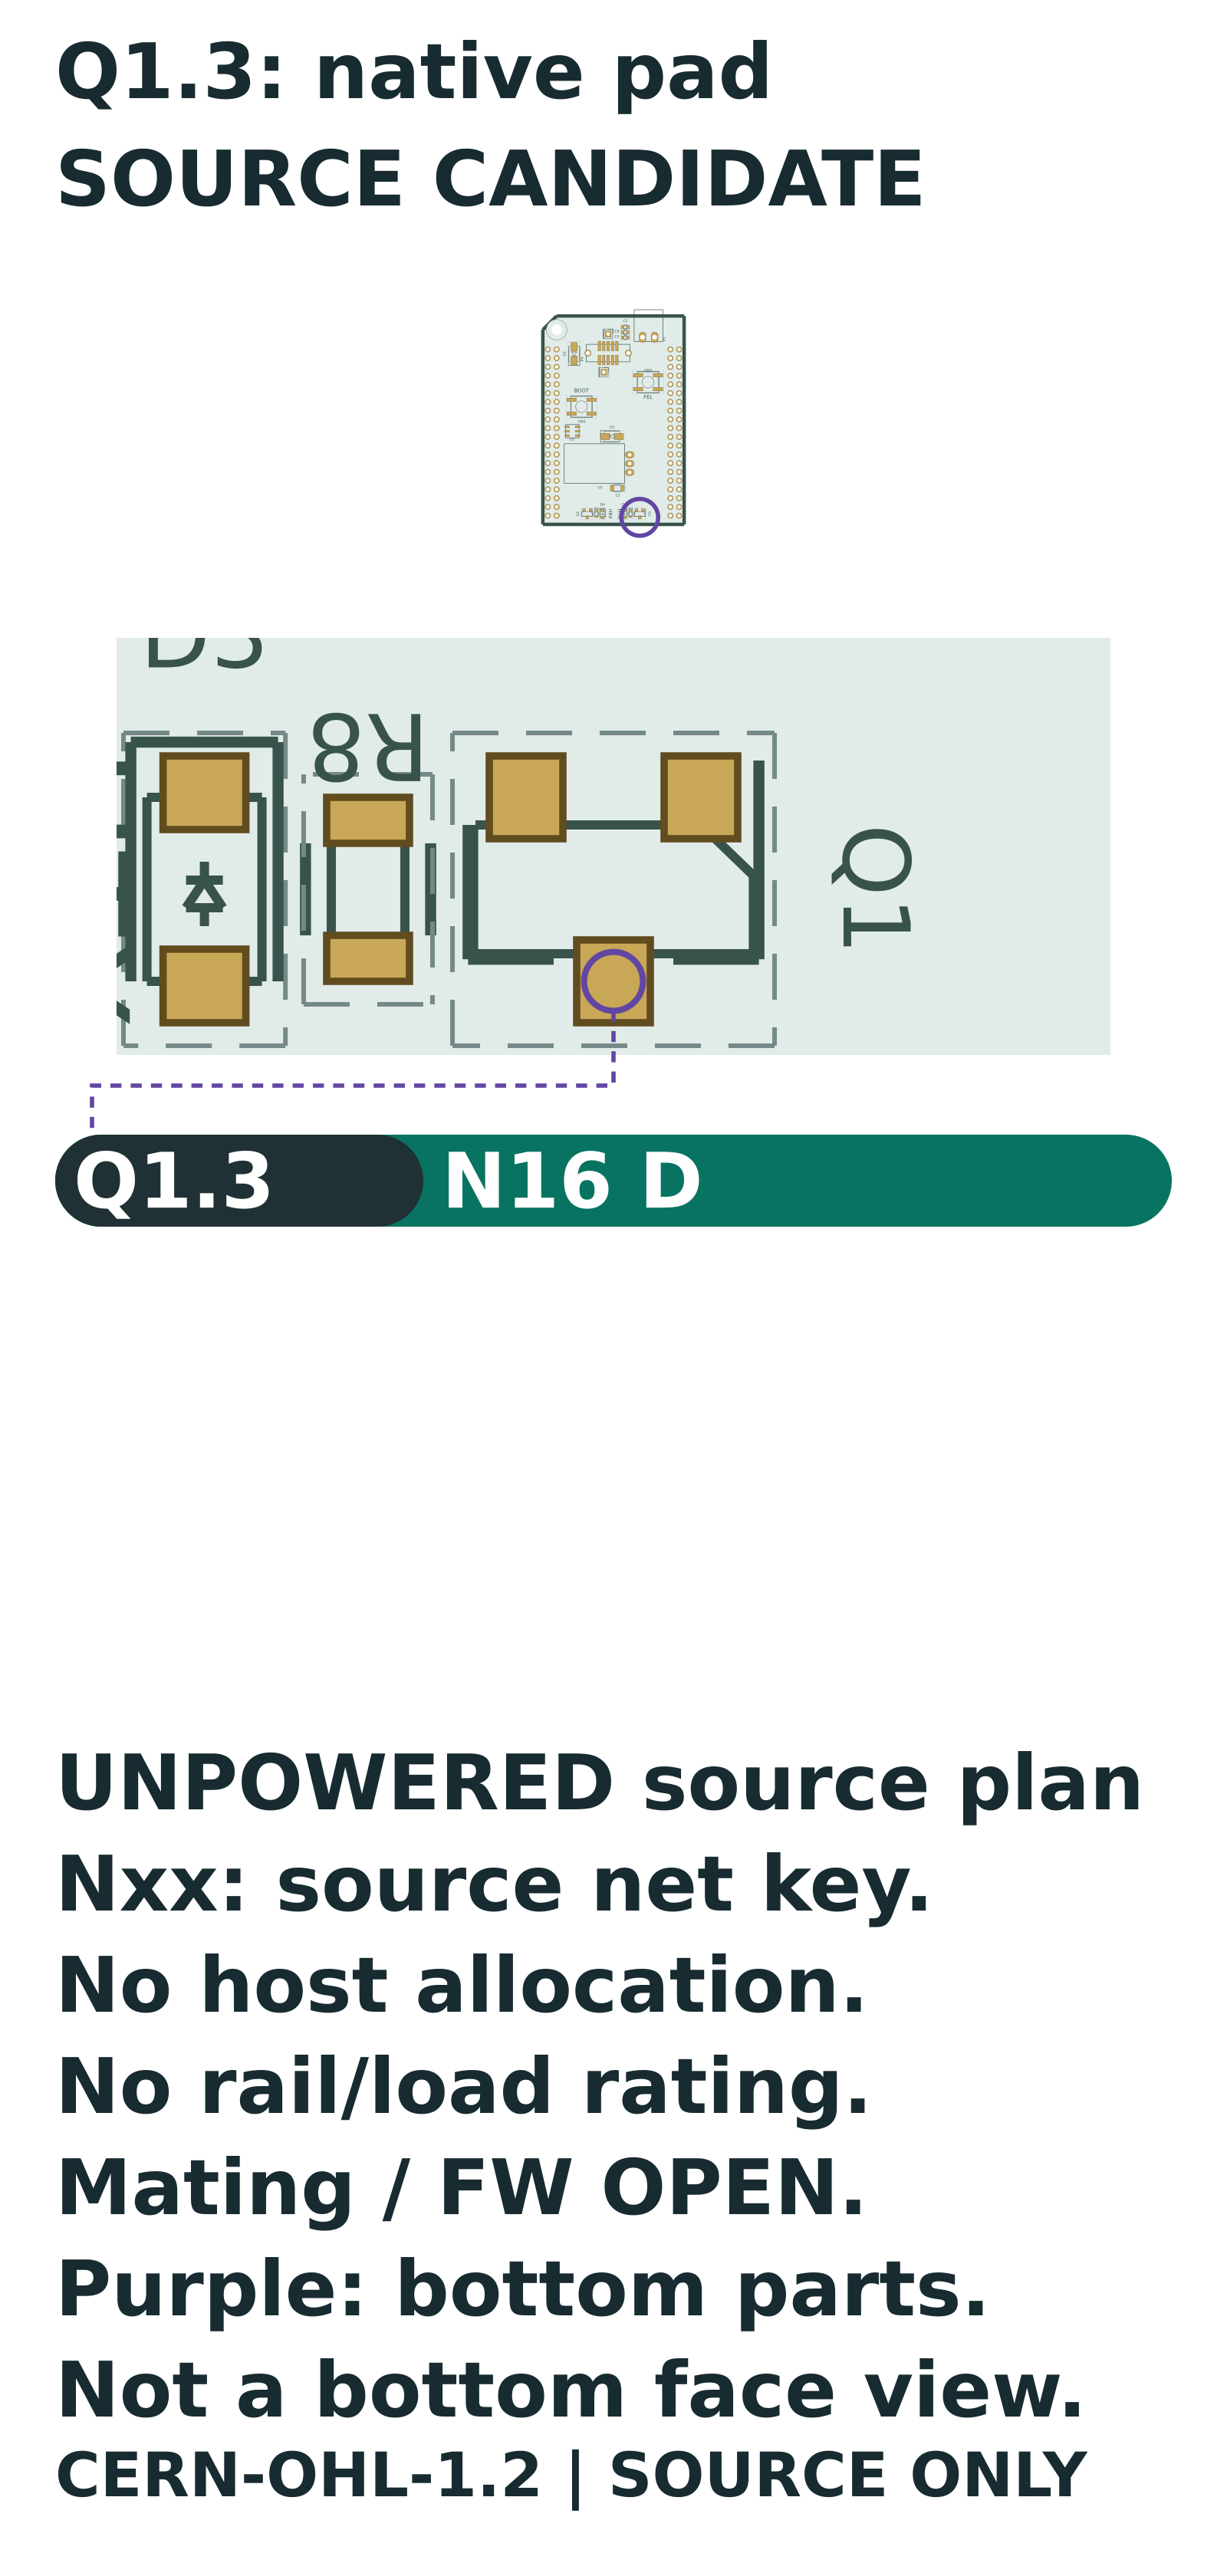 Q1.3: native pad
SOURCE CANDIDATE
BOOT
FEL
R8
Q1
Q1.3 N16 D
UNPOWERED source plan
Nxx: source net key.
No host allocation.
No rail/load rating.
Mating / FW OPEN.
Purple: bottom parts.
Not a bottom face view.
CERN-OHL-1.2 | SOURCE ONLY